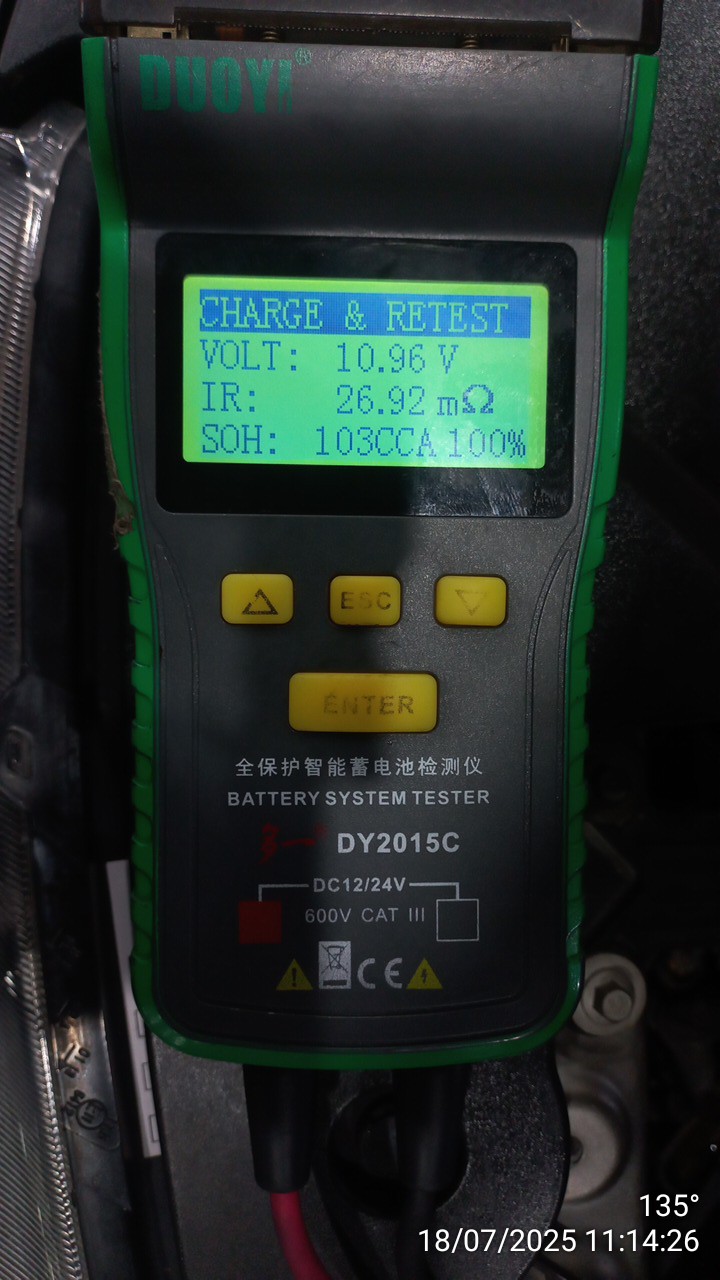 DUOYI®
CHARGE & RETEST
VOLT: 10.96 V
IR: 26.92 mΩ
SOH: 103CCA 100%
ESC
ENTER
全保护智能蓄电池检测仪
BATTERY SYSTEM TESTER
DY2015C
DC12/24V
600V CAT III
CE
135°
18/07/2025 11:14:26